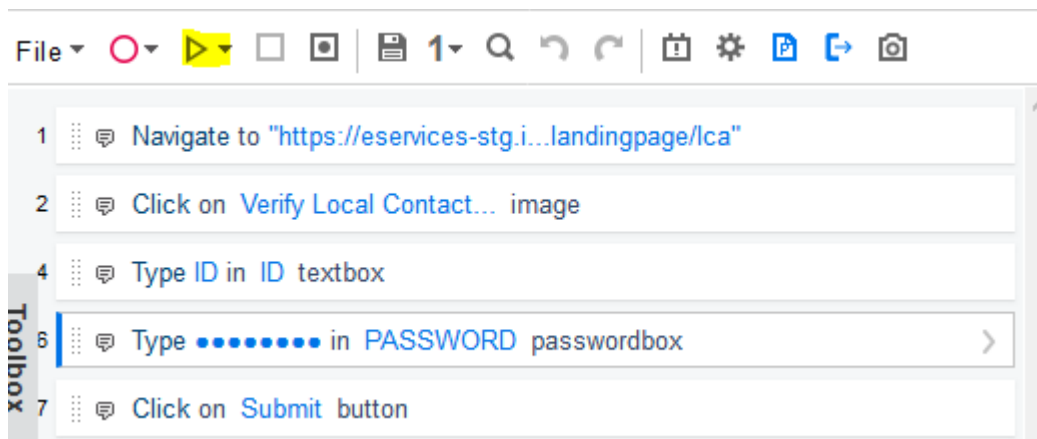 File
1
1 Navigate to "https://eservices-stg.i...landingpage/lca"
2 Click on Verify Local Contact... image
4 Type ID in ID textbox
Toolbox
6 Type •••••••• in PASSWORD passwordbox
7 Click on Submit button